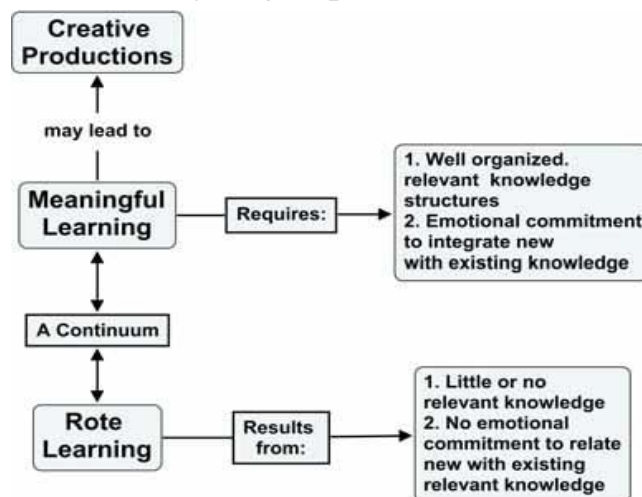 Creative
Productions
may lead to
Meaningful
Learning
Requires:
1. Well organized.
relevant knowledge
structures
2. Emotional commitment
to integrate new
with existing knowledge
A Continuum
Rote
Learning
Results
from:
1. Little or no
relevant knowledge
2. No emotional
commitment to relate
new with existing
relevant knowledge